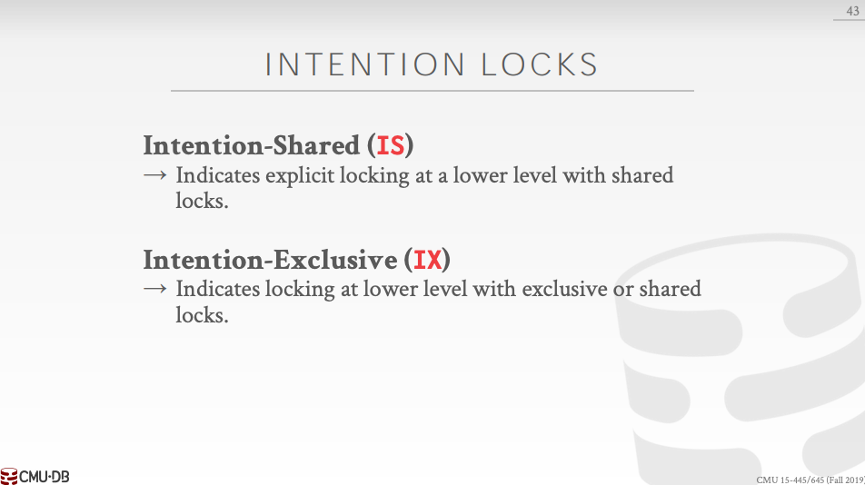 43
INTENTION LOCKS
Intention-Shared (IS)
→ Indicates explicit locking at a lower level with shared
locks.
Intention-Exclusive (IX)
→ Indicates locking at lower level with exclusive or shared
locks.
CMU·DB
CMU 15-445/645 (Fall 2019)